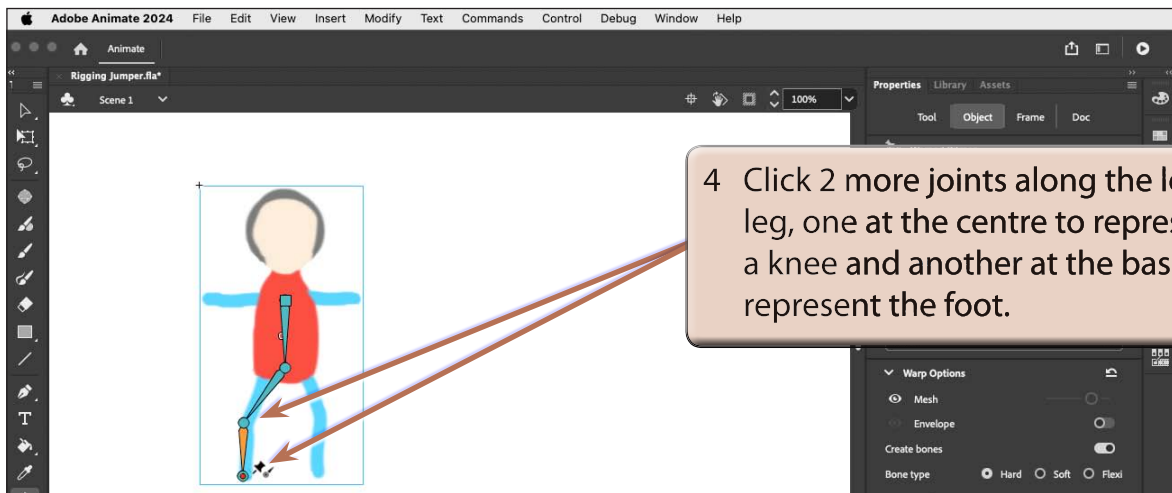 Adobe Animate 2024 File Edit View Insert Modify Text Commands Control Debug Window Help
Animate
Rigging Jumper.fla*
Scene 1
100%
Properties Library Assets
Tool Object Frame Doc
4 Click 2 more joints along the
leg, one at the centre to
a knee and another at the
represent the foot.
Warp Options
Mesh
Envelope
Create bones
Bone type Hard Soft Flexi
T